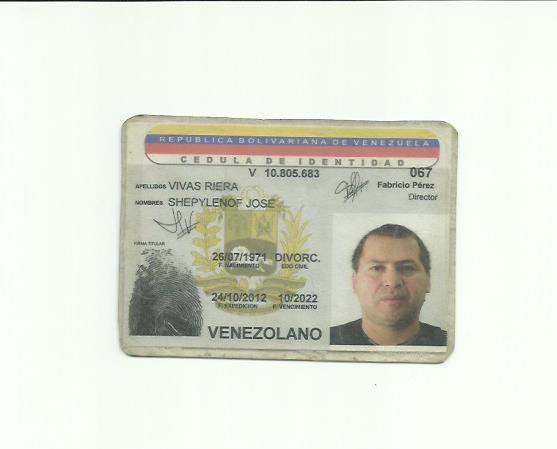 REPUBLICA BOLIVARIANA DE VENEZUELA
CEDULA DE IDENTIDAD
V 10.805.683
067
APELLIDOS VIVAS RIERA
Fabricio Pérez
Director
NOMBRES SHEPYLENOF JOSE
FIRMA TITULAR
26/07/1971 DIVORC.
F. NACIMIENTO EDO CIVIL
24/10/2012 10/2022
F. EXPEDICION F. VENCIMIENTO
VENEZOLANO